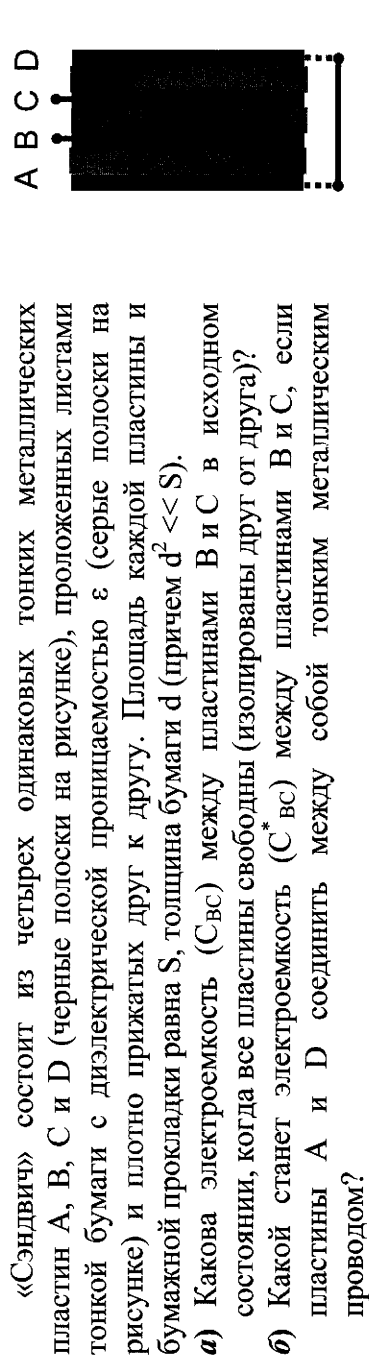 «Сэндвич» состоит из четырех одинаковых тонких металлических
пластин A, B, C и D (черные полоски на рисунке), проложенных листами
тонкой бумаги с диэлектрической проницаемостью ε (серые полоски на
рисунке) и плотно прижатых друг к другу. Площадь каждой пластины и
бумажной прокладки равна S, толщина бумаги d (причем d² << S).
а) Какова электроемкость (C_BC) между пластинами B и C в исходном
состоянии, когда все пластины свободны (изолированы друг от друга)?
б) Какой станет электроемкость (C*_BC) между пластинами B и C, если
пластины A и D соединить между собой тонким металлическим
проводом?
A B C D